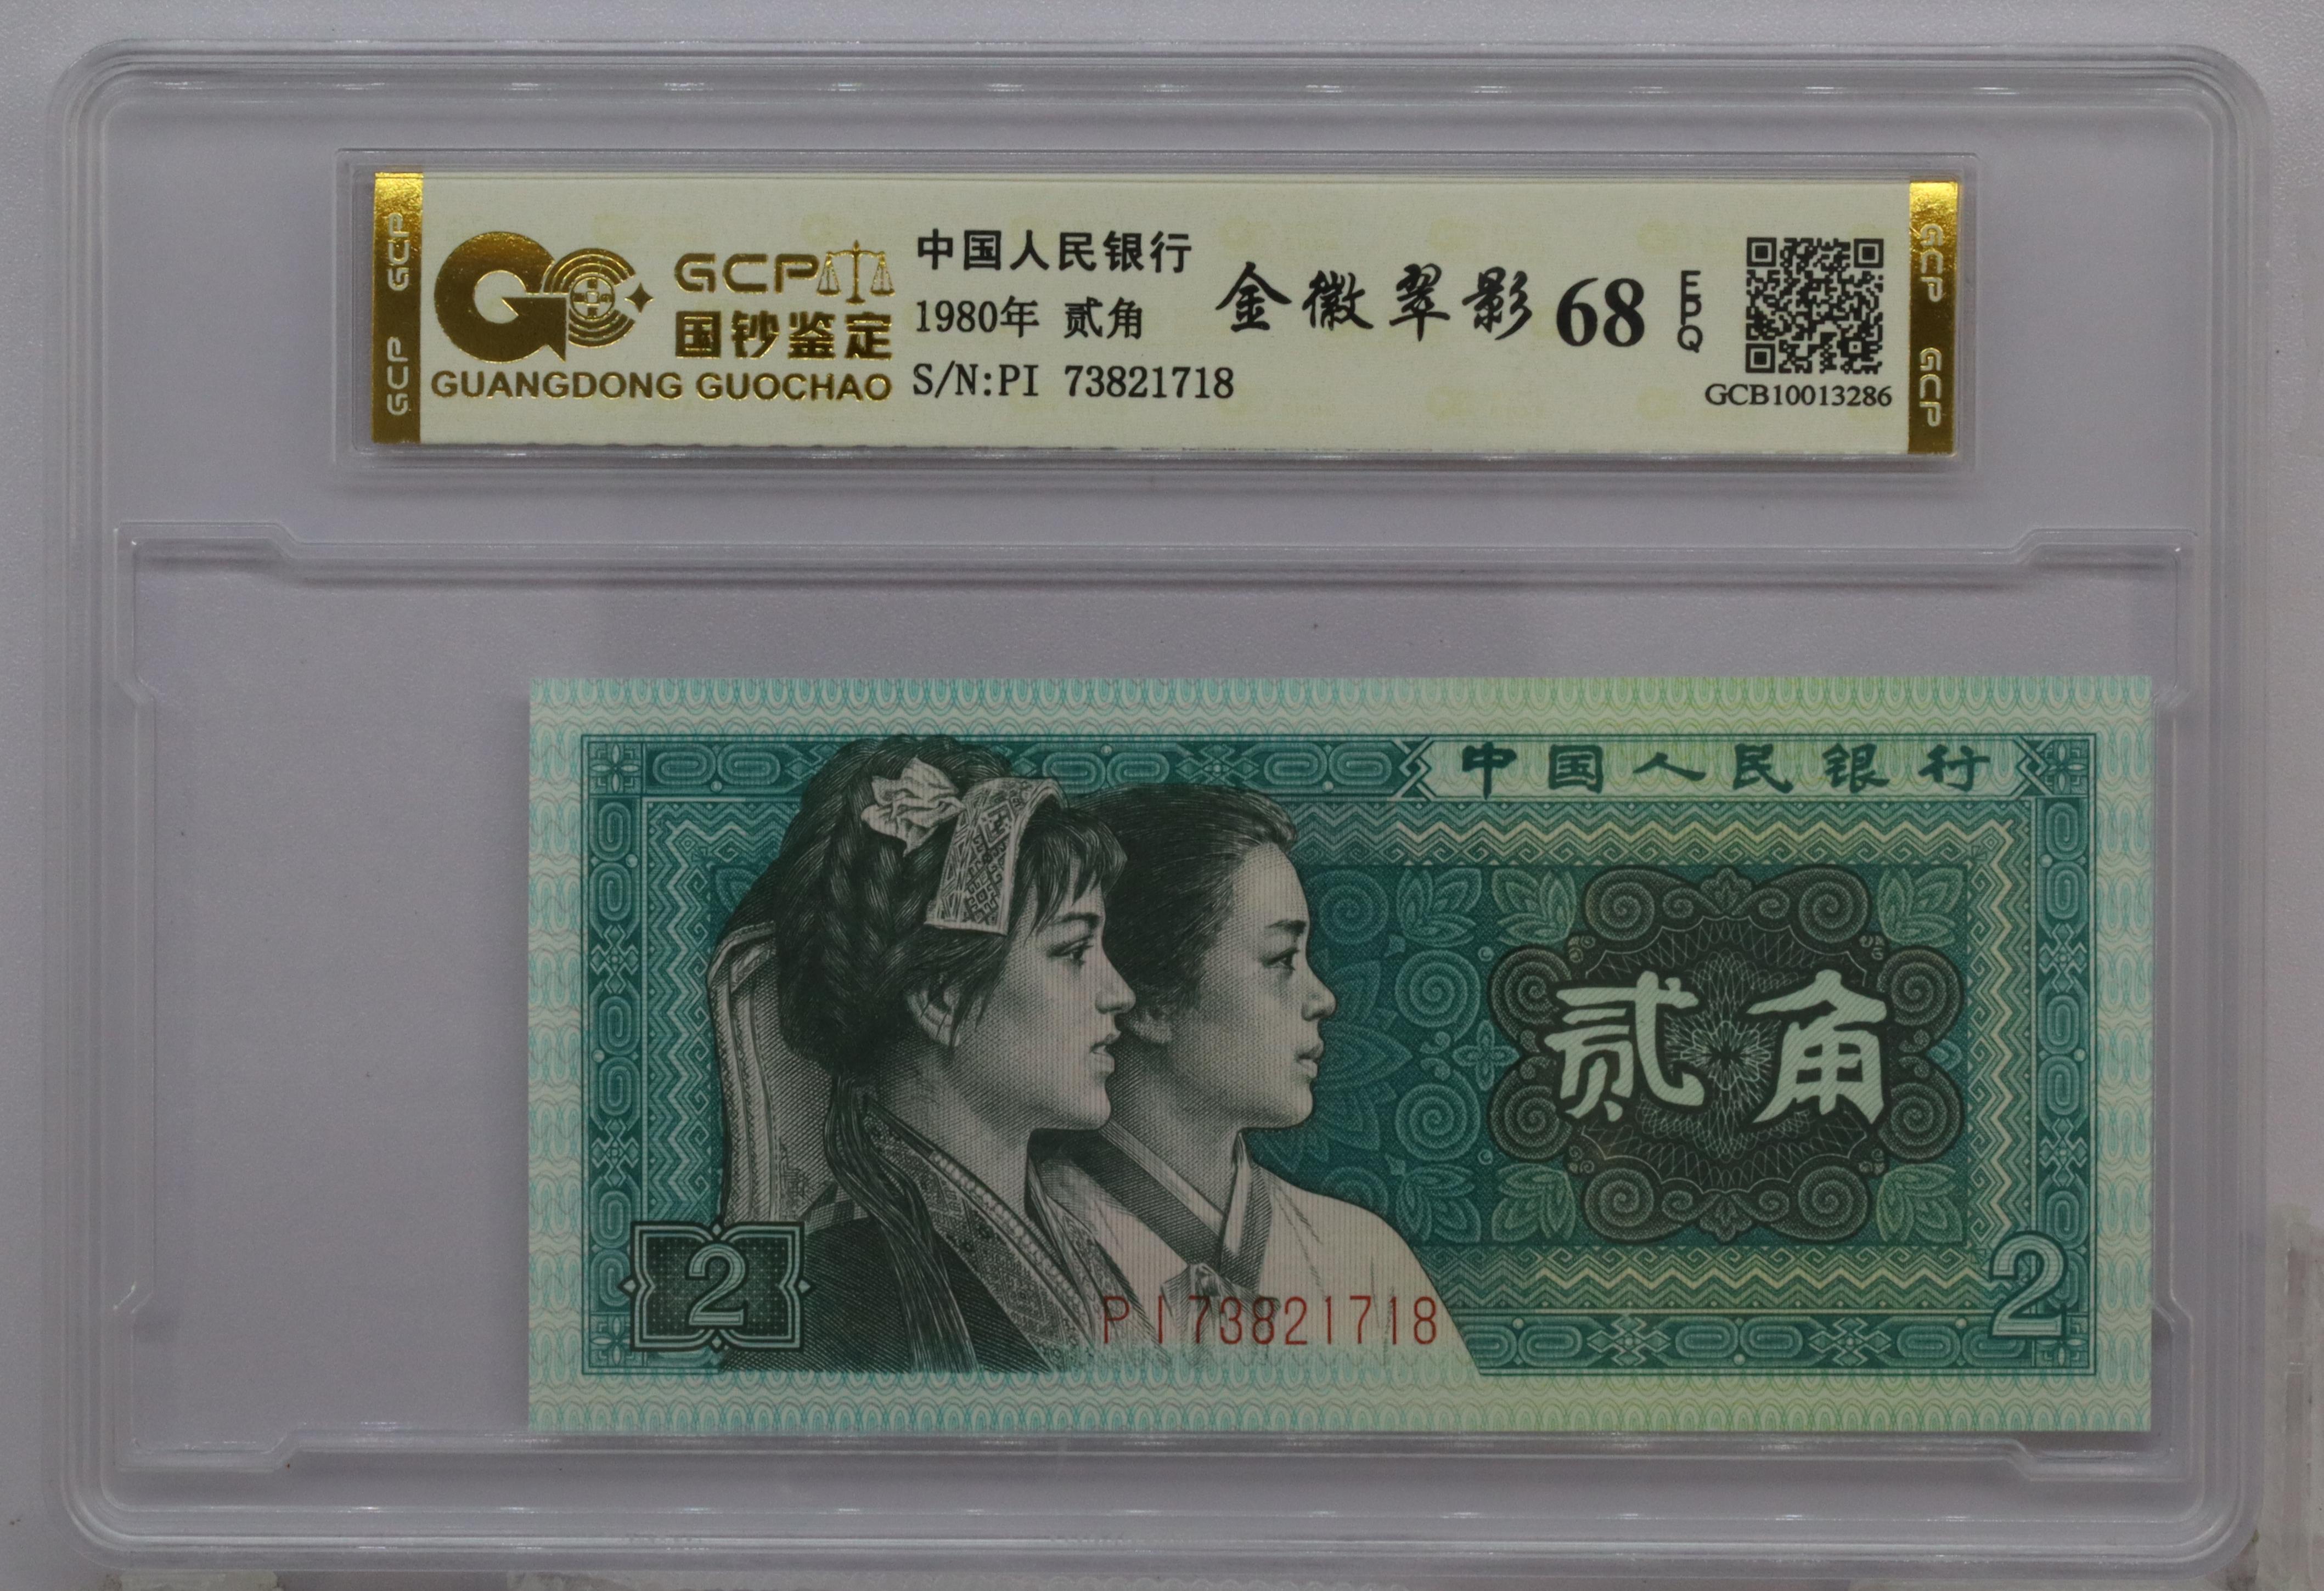 GCP GCP
GCP
国钞鉴定
GUANGDONG GUOCHAO
中国人民银行
1980年 贰角
S/N:PI 73821718
金徽翠影 68 EPQ
GCB10013286
GCP GCP
中国人民银行
贰角
2
PI73821718
2